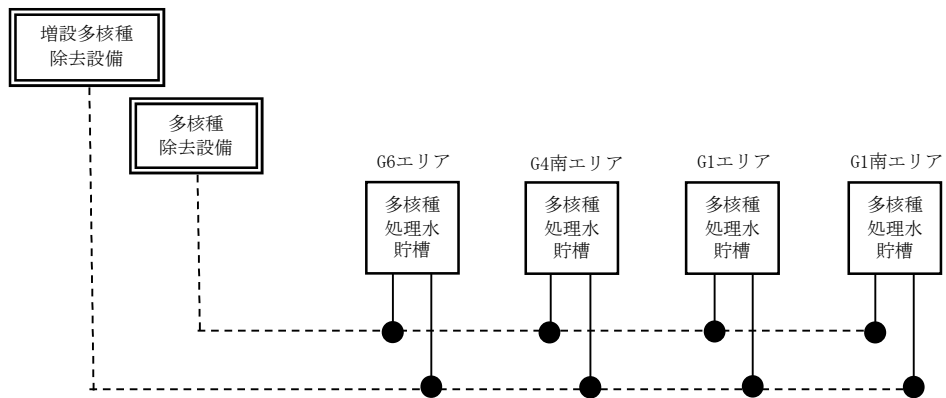 増設多核種
除去設備
多核種
除去設備
G6エリア
多核種
処理水
貯槽
G4南エリア
多核種
処理水
貯槽
G1エリア
多核種
処理水
貯槽
G1南エリア
多核種
処理水
貯槽